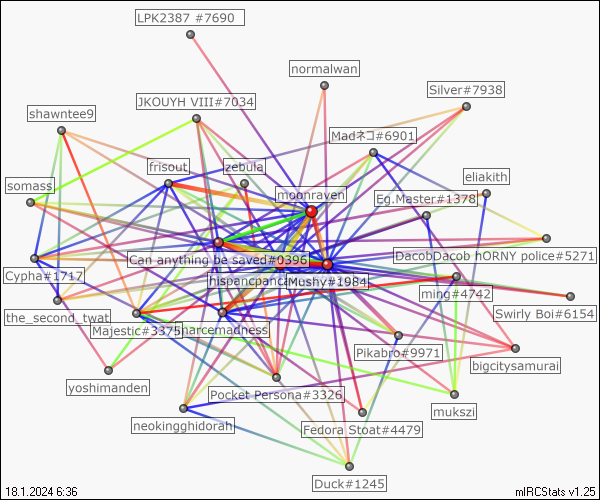 LPK2387 #7690
normalwan
Silver#7938
JKOUYH VIII#7034
shawntee9
Madネコ#6901
frisout
zebula
eliakith
somass
moonraven
Eg.Master#1378
Can anything be saved#0396
DacobDacob hORNY police#5271
Cypha#1717
hispancpanca
Mushy#1984
ming#4742
the_second_twat
Majestic#3375
narcemadness
Swirly Boi#6154
Pikabro#9971
bigcitysamurai
yoshimanden
Pocket Persona#3326
mukszi
neokingghidorah
Fedora Stoat#4479
Duck#1245
18.1.2024 6:36
mIRCStats v1.25